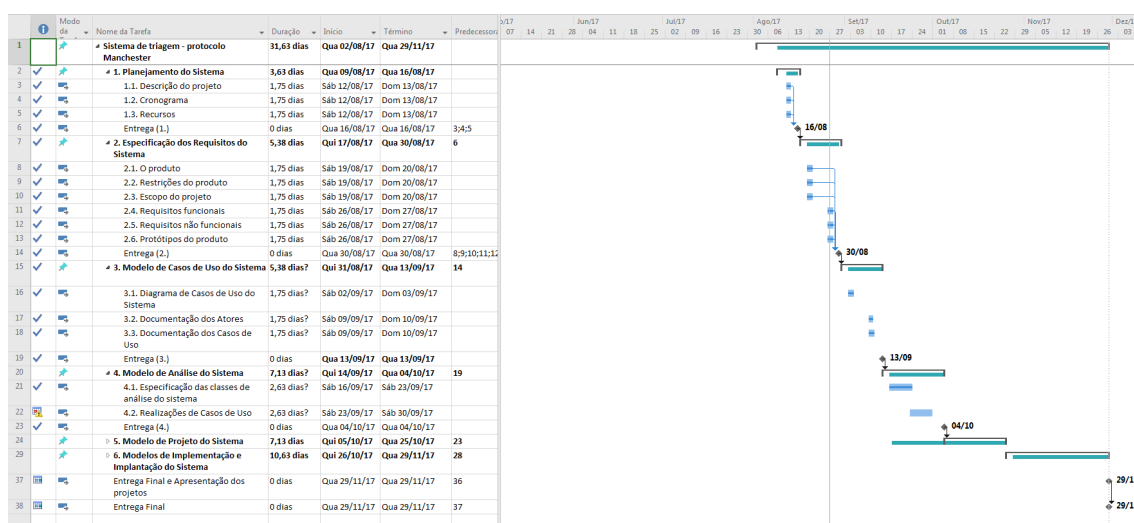 Modo da Nome da Tarefa Duração Início Término Predecessora
/17 Jun/17 Jul/17 Ago/17 Set/17 Out/17 Nov/17 Dez/1
07 14 21 28 04 11 18 25 02 09 16 23 30 06 13 20 27 03 10 17 24 01 08 15 22 29 05 12 19 26 03
1 Sistema de triagem - protocolo Manchester 31,63 dias Qua 02/08/17 Qua 29/11/17
2 1. Planejamento do Sistema 3,63 dias Qua 09/08/17 Qua 16/08/17
3 1.1. Descrição do projeto 1,75 dias Sáb 12/08/17 Dom 13/08/17
4 1.2. Cronograma 1,75 dias Sáb 12/08/17 Dom 13/08/17
5 1.3. Recursos 1,75 dias Sáb 12/08/17 Dom 13/08/17
6 Entrega (1.) 0 dias Qua 16/08/17 Qua 16/08/17 3;4;5 16/08
7 2. Especificação dos Requisitos do Sistema 5,38 dias Qui 17/08/17 Qua 30/08/17 6
8 2.1. O produto 1,75 dias Sáb 19/08/17 Dom 20/08/17
9 2.2. Restrições do produto 1,75 dias Sáb 19/08/17 Dom 20/08/17
10 2.3. Escopo do projeto 1,75 dias Sáb 19/08/17 Dom 20/08/17
11 2.4. Requisitos funcionais 1,75 dias Sáb 26/08/17 Dom 27/08/17
12 2.5. Requisitos não funcionais 1,75 dias Sáb 26/08/17 Dom 27/08/17
13 2.6. Protótipos do produto 1,75 dias Sáb 26/08/17 Dom 27/08/17
14 Entrega (2.) 0 dias Qua 30/08/17 Qua 30/08/17 8;9;10;11;12 30/08
15 3. Modelo de Casos de Uso do Sistema 5,38 dias? Qui 31/08/17 Qua 13/09/17 14
16 3.1. Diagrama de Casos de Uso do Sistema 1,75 dias? Sáb 02/09/17 Dom 03/09/17
17 3.2. Documentação dos Atores 1,75 dias? Sáb 09/09/17 Dom 10/09/17
18 3.3. Documentação dos Casos de Uso 1,75 dias? Sáb 09/09/17 Dom 10/09/17
19 Entrega (3.) 0 dias Qua 13/09/17 Qua 13/09/17 13/09
20 4. Modelo de Análise do Sistema 7,13 dias? Qui 14/09/17 Qua 04/10/17 19
21 4.1. Especificação das classes de análise do sistema 2,63 dias? Sáb 16/09/17 Sáb 23/09/17
22 4.2. Realizações de Casos de Uso 2,63 dias? Sáb 23/09/17 Sáb 30/09/17
23 Entrega (4.) 0 dias Qua 04/10/17 Qua 04/10/17 04/10
24 5. Modelo de Projeto do Sistema 7,13 dias Qui 05/10/17 Qua 25/10/17 23
29 6. Modelos de Implementação e Implantação do Sistema 10,63 dias Qui 26/10/17 Qua 29/11/17 28
37 Entrega Final e Apresentação dos projetos 0 dias Qua 29/11/17 Qua 29/11/17 36 29/1
38 Entrega Final 0 dias Qua 29/11/17 Qua 29/11/17 37 29/1